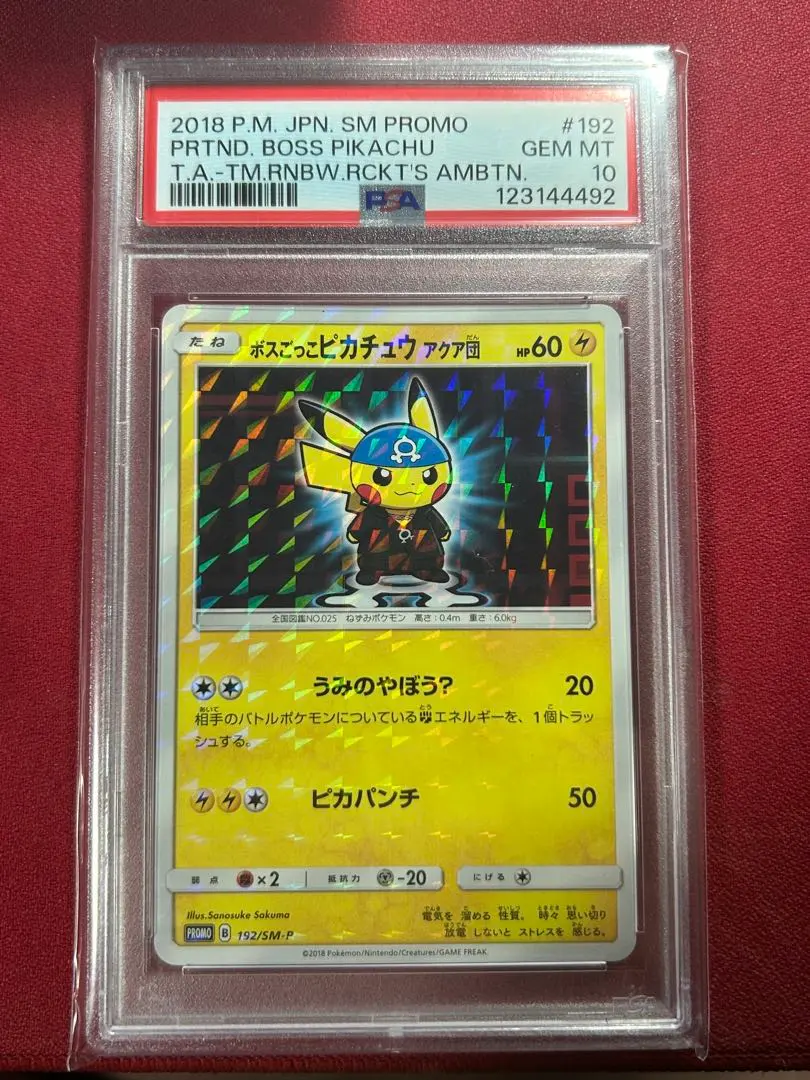 2018 P.M. JPN. SM PROMO #192
PRTND. BOSS PIKACHU GEM MT
T.A.-TM.RNBW.RCKT'S AMBTN. 10
PSA 123144492
たね ボスごっこピカチュウ アクア団 HP60
全国図鑑NO.025 ねずみポケモン 高さ:0.4m 重さ:6.0kg
うみのやぼう? 20
相手のバトルポケモンについているエネルギーを、1個トラッ
シュする。
ピカパンチ 50
弱点 ×2 抵抗力 -20 にげる
Illus.Sanosuke Sakuma
電気を 溜める 性質。 時々 思い切り
放電 しないと ストレスを 感じる。
PROMO B 192/SM-P
©2018 Pokémon/Nintendo/Creatures/GAME FREAK